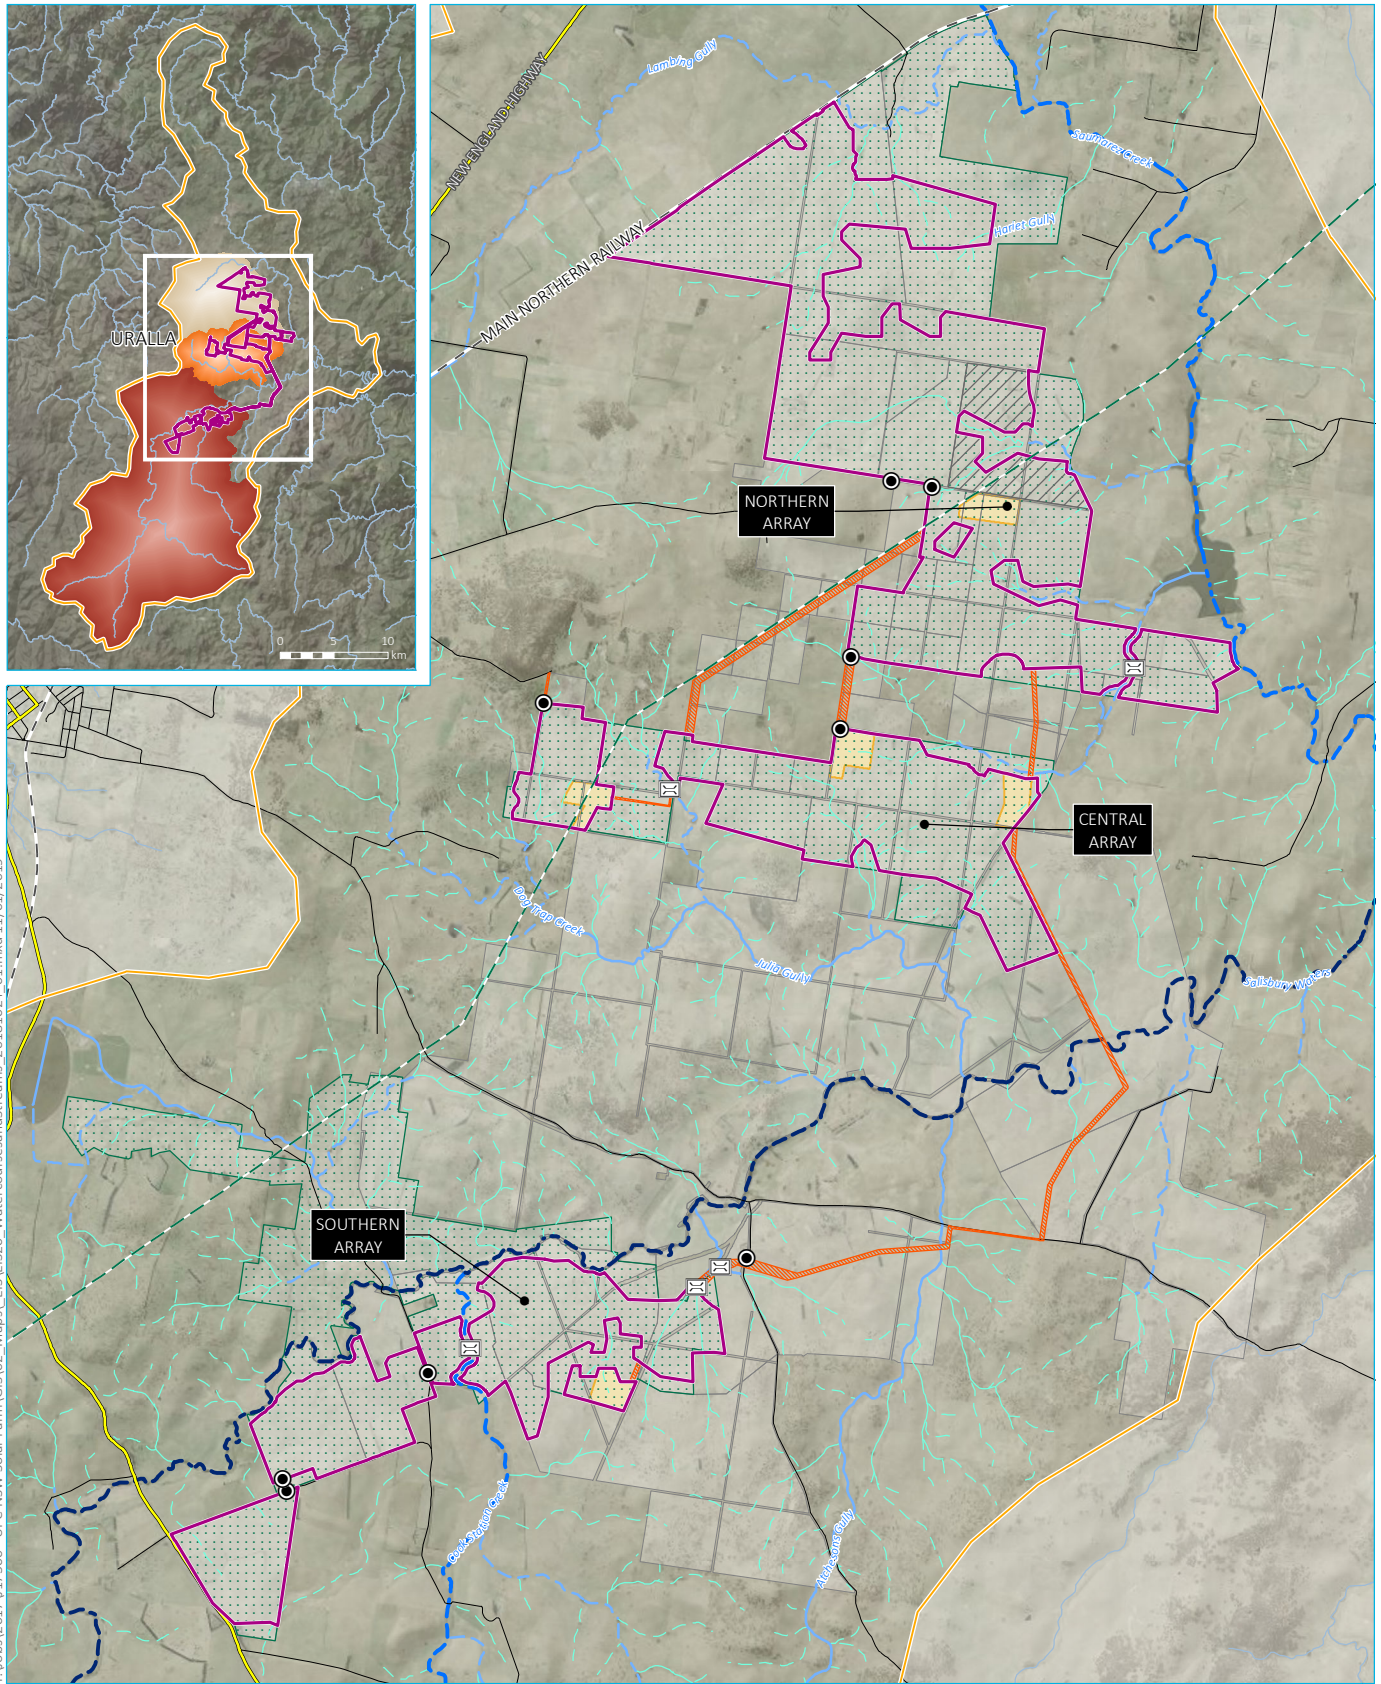 URALLA
0 5 10
km
NEW ENGLAND HIGHWAY
Lambing Gully
Saumarez Creek
Hariet Gully
MAIN NORTHERN RAILWAY
NORTHERN
ARRAY
CENTRAL
ARRAY
Dog Trap Creek
Julia Gully
Salisbury Waters
SOUTHERN
ARRAY
Cook Station Creek
Atchesons Gully